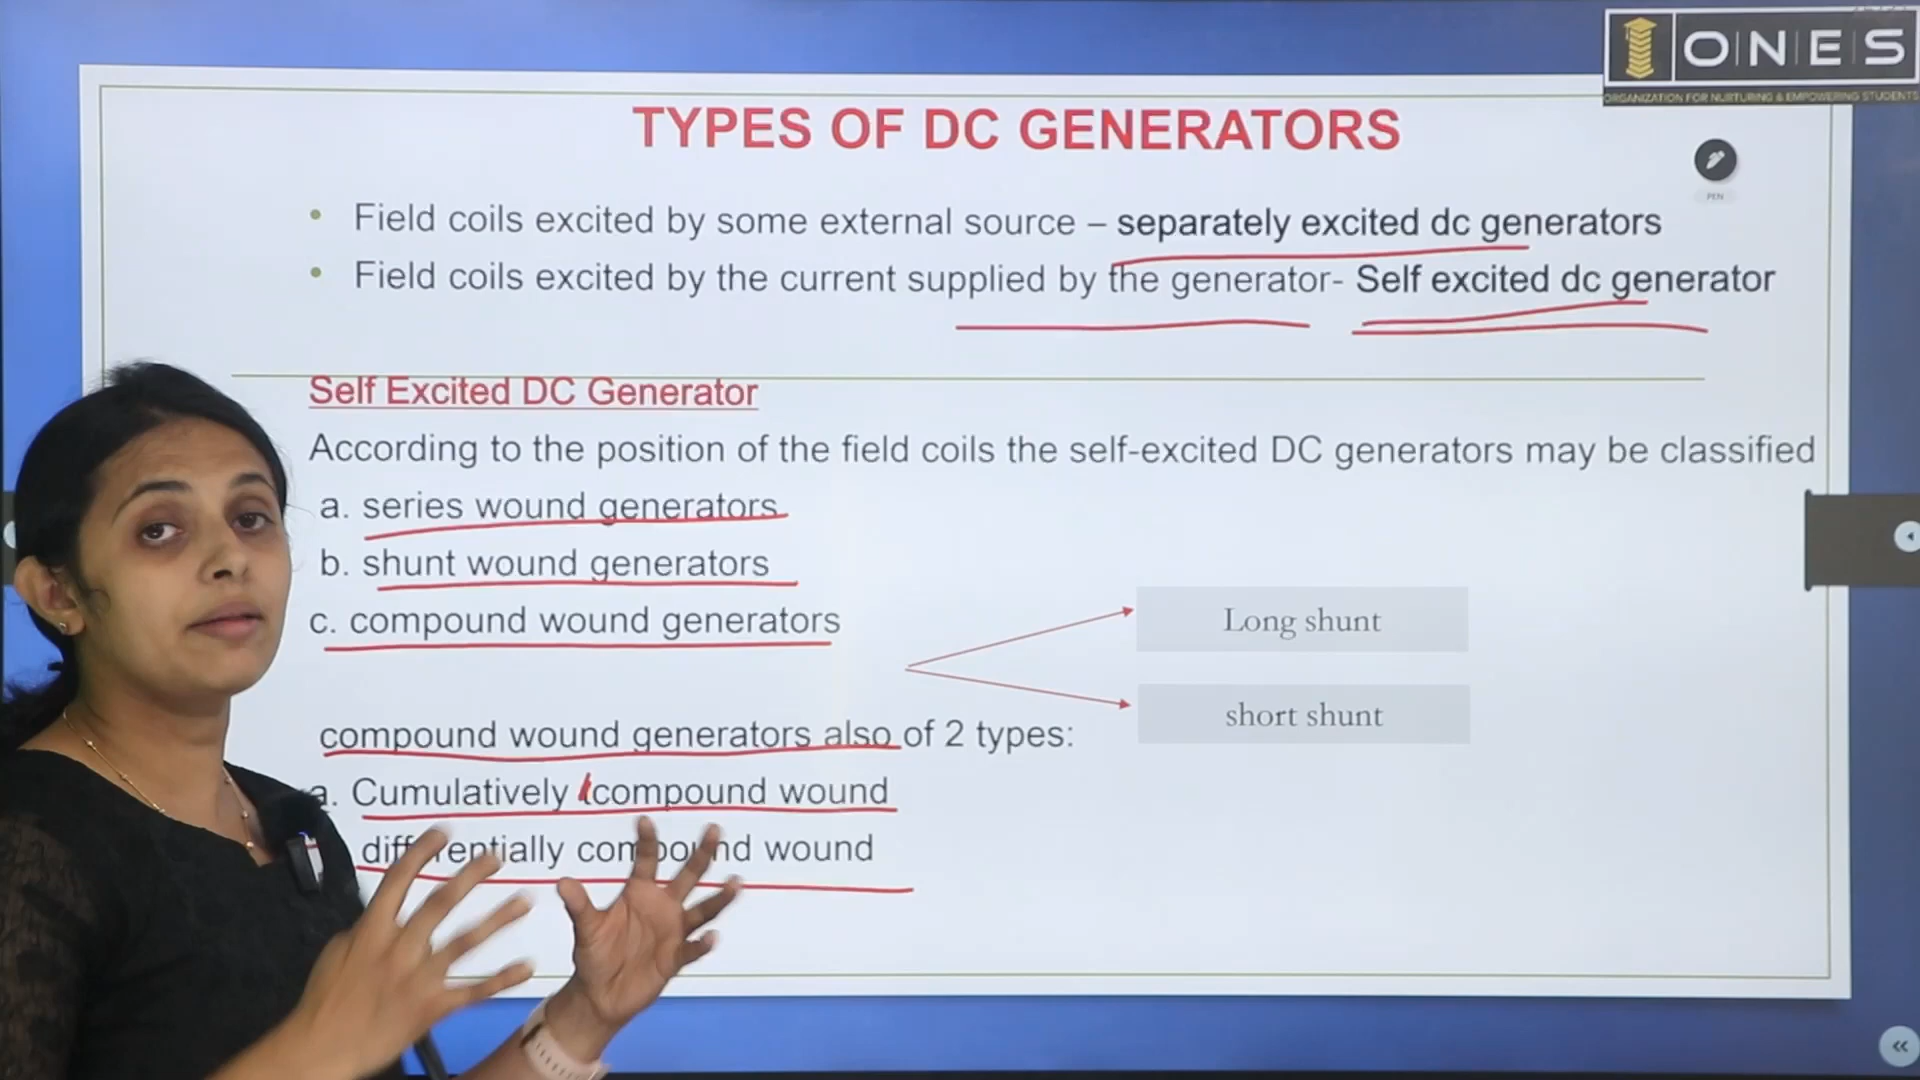 O|N|E|S
ORGANIZATION FOR NURTURING & EMPOWERING STUDENTS
TYPES OF DC GENERATORS
PEN
• Field coils excited by some external source – separately excited dc generators
• Field coils excited by the current supplied by the generator- Self excited dc generator
Self Excited DC Generator
According to the position of the field coils the self-excited DC generators may be classified
a. series wound generators
b. shunt wound generators
c. compound wound generators
Long shunt
short shunt
compound wound generators also of 2 types:
a. Cumulatively compound wound
differentially compound wound